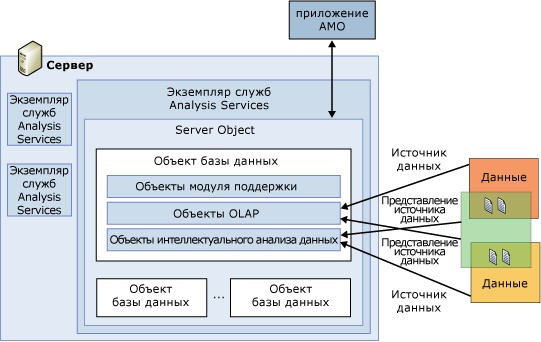 приложение
AMO
Сервер
Экземпляр
служб
Analysis
Services
Экземпляр
служб
Analysis
Services
Экземпляр служб
Analysis Services
Server Object
Объект базы данных
Объекты модуля поддержки
Объекты OLAP
Объекты интеллектуального анализа данных
Объект
базы данных
...
Объект
базы данных
Источник
данных
Представление
источника
данных
Представление
источника
данных
Источник
данных
Данные
Данные